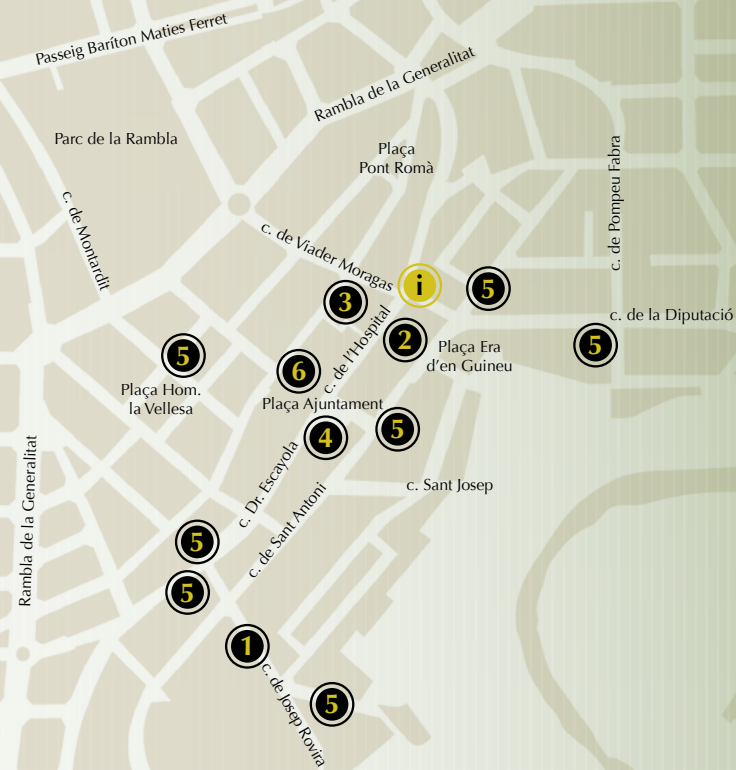 Passeig Baríton Maties Ferret
Rambla de la Generalitat
Parc de la Rambla
Plaça
Pont Romà
c. de Pompeu Fabra
c. de Montardit
c. de Viader Moragas
i
5
3
c. de la Diputació
c. de l'Hospital
2
5
Plaça Era
d'en Guineu
5
6
Plaça Hom.
la Vellesa
Plaça Ajuntament
4
5
Rambla de la Generalitat
c. Dr. Escayola
c. Sant Josep
c. de Sant Antoni
5
5
1
c. de Josep Rovira
5